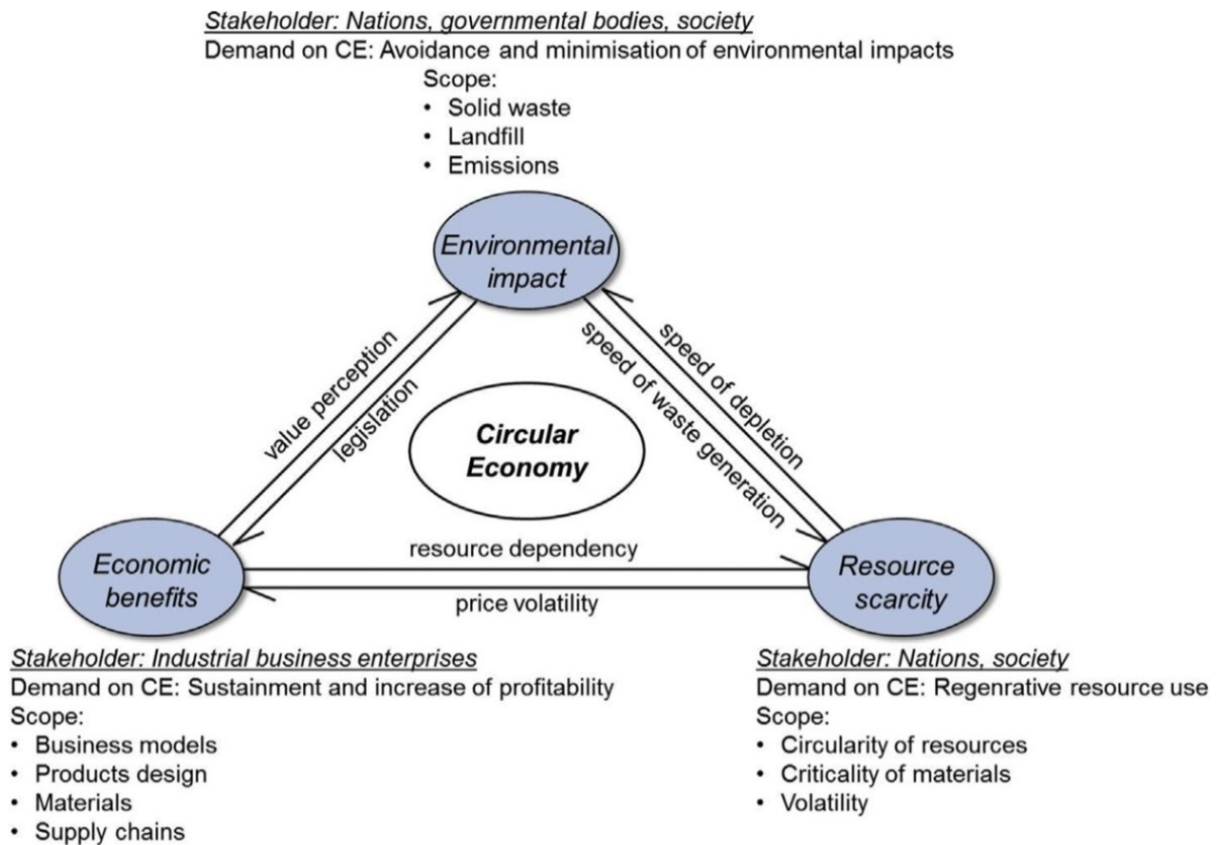 Stakeholder: Nations, governmental bodies, society
Demand on CE: Avoidance and minimisation of environmental impacts
Scope:
• Solid waste
• Landfill
• Emissions
Environmental
impact
value perception
legislation
speed of waste generation
speed of depletion
Circular
Economy
resource dependency
price volatility
Economic
benefits
Resource
scarcity
Stakeholder: Industrial business enterprises
Demand on CE: Sustainment and increase of profitability
Scope:
• Business models
• Products design
• Materials
• Supply chains
Stakeholder: Nations, society
Demand on CE: Regenrative resource use
Scope:
• Circularity of resources
• Criticality of materials
• Volatility